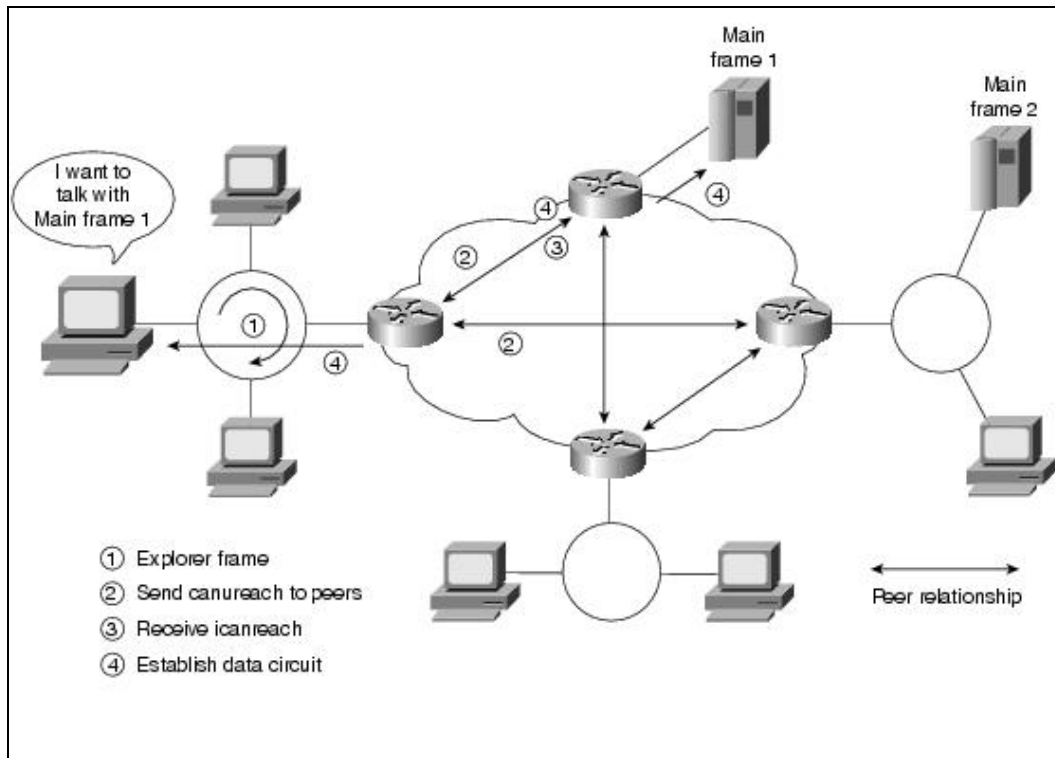 Main
frame 1
Main
frame 2
I want to
talk with
Main frame 1
④
④
②
③
①
②
④
① Explorer frame
② Send canureach to peers
③ Receive icanreach
④ Establish data circuit
Peer relationship